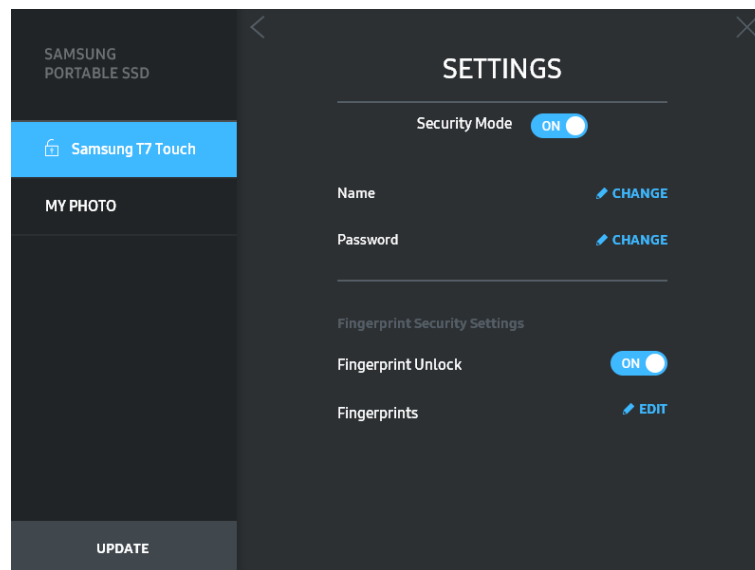 SAMSUNG
PORTABLE SSD
Samsung T7 Touch
MY PHOTO
UPDATE
SETTINGS
Security Mode ON
Name CHANGE
Password CHANGE
Fingerprint Security Settings
Fingerprint Unlock ON
Fingerprints EDIT